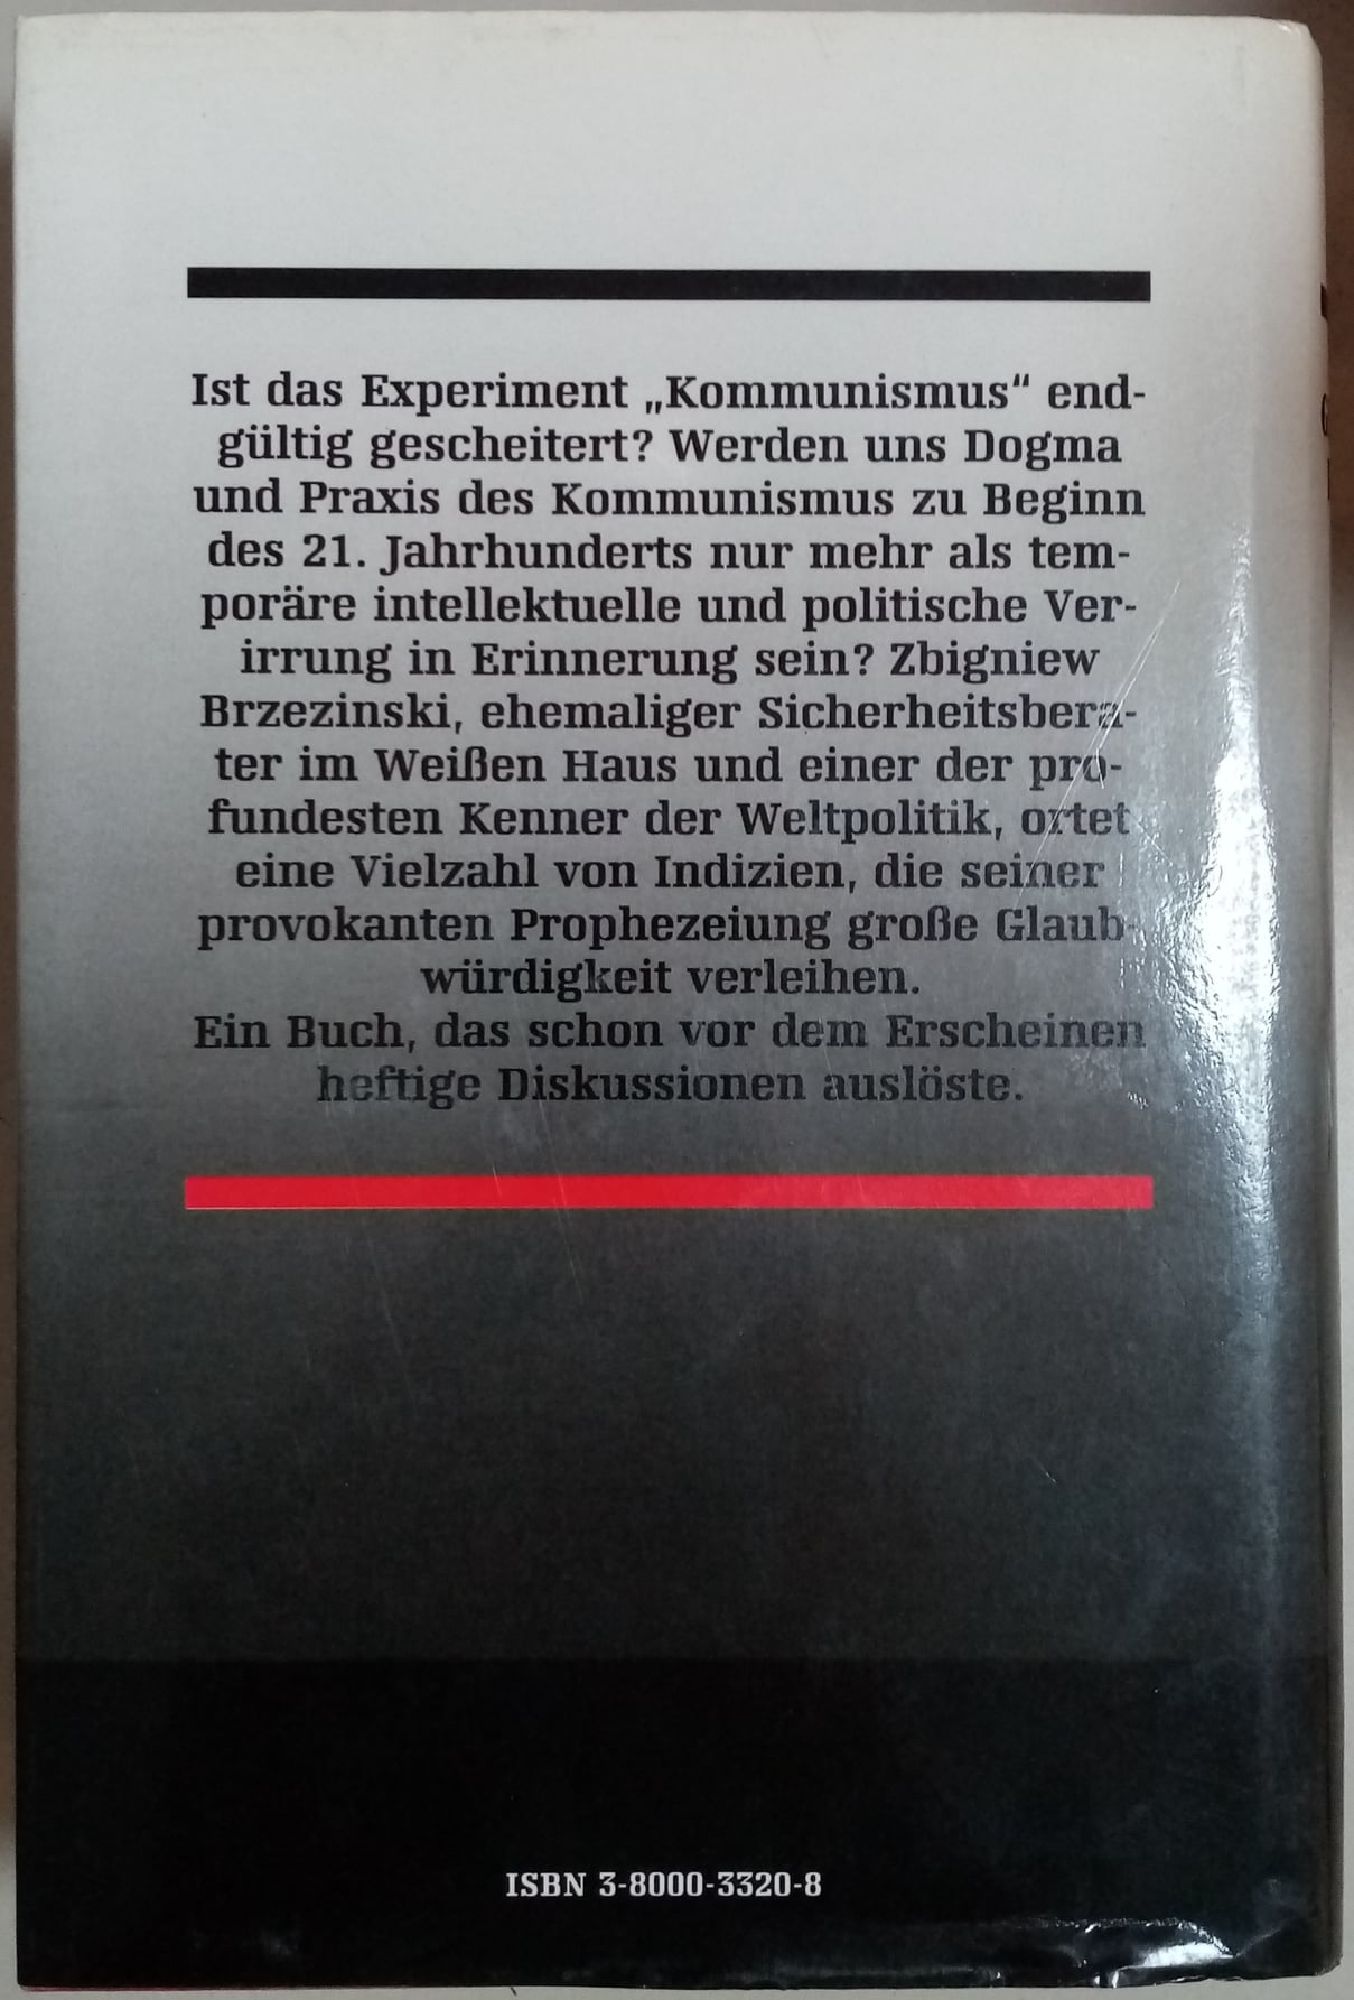 Ist das Experiment „Kommunismus“ end-
gültig gescheitert? Werden uns Dogma
und Praxis des Kommunismus zu Beginn
des 21. Jahrhunderts nur mehr als tem-
poräre intellektuelle und politische Ver-
irrung in Erinnerung sein? Zbigniew
Brzezinski, ehemaliger Sicherheitsbera-
ter im Weißen Haus und einer der pro-
fundesten Kenner der Weltpolitik, ortet
eine Vielzahl von Indizien, die seiner
provokanten Prophezeiung große Glaub-
würdigkeit verleihen.
Ein Buch, das schon vor dem Erscheinen
heftige Diskussionen auslöste.
ISBN 3-8000-3320-8